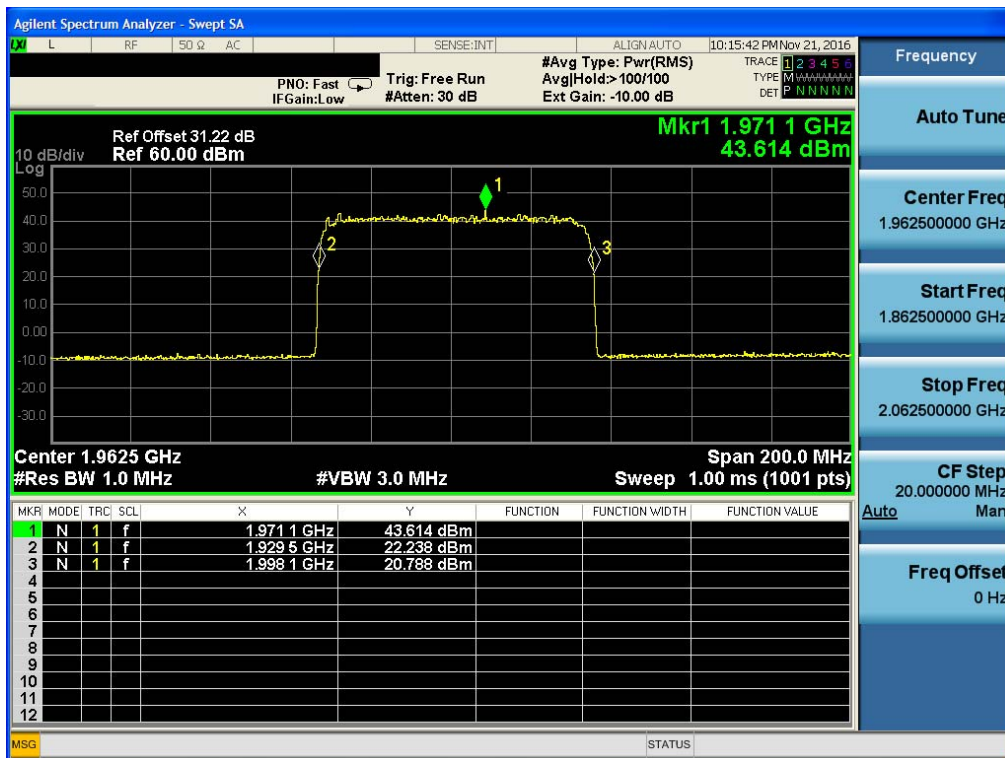 Agilent Spectrum Analyzer - Swept SA
LXI L RF 50 Ω AC SENSE:INT ALIGN AUTO 10:15:42 PM Nov 21, 2016
PNO: Fast
IFGain:Low
Trig: Free Run
#Atten: 30 dB
#Avg Type: Pwr(RMS)
Avg|Hold:>100/100
Ext Gain: -10.00 dB
TRACE 1 2 3 4 5 6
TYPE M
DET P N N N N N
Ref Offset 31.22 dB
10 dB/div Ref 60.00 dBm
Log
Mkr1 1.971 1 GHz
43.614 dBm
50.0
40.0
30.0
20.0
10.0
0.00
-10.0
-20.0
-30.0
1
2
3
Center 1.9625 GHz Span 200.0 MHz
#Res BW 1.0 MHz #VBW 3.0 MHz Sweep 1.00 ms (1001 pts)
MKR MODE TRC SCL X Y FUNCTION FUNCTION WIDTH FUNCTION VALUE
1 N 1 f 1.971 1 GHz 43.614 dBm
2 N 1 f 1.929 5 GHz 22.238 dBm
3 N 1 f 1.998 1 GHz 20.788 dBm
4
5
6
7
8
9
10
11
12
MSG STATUS
Frequency
Auto Tune
Center Freq
1.962500000 GHz
Start Freq
1.862500000 GHz
Stop Freq
2.062500000 GHz
CF Step
20.000000 MHz
Auto Man
Freq Offset
0 Hz